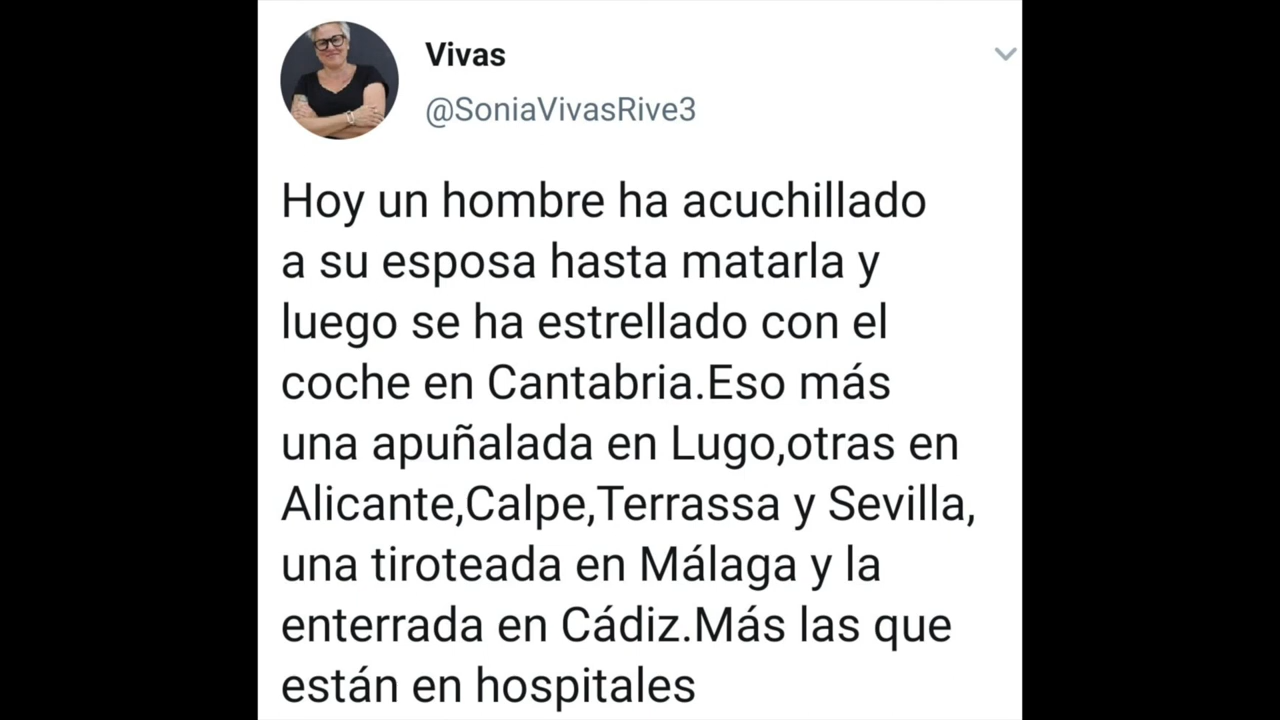 Vivas
@SoniaVivasRive3
Hoy un hombre ha acuchillado
a su esposa hasta matarla y
luego se ha estrellado con el
coche en Cantabria.Eso más
una apuñalada en Lugo,otras en
Alicante,Calpe,Terrassa y Sevilla,
una tiroteada en Málaga y la
enterrada en Cádiz.Más las que
están en hospitales